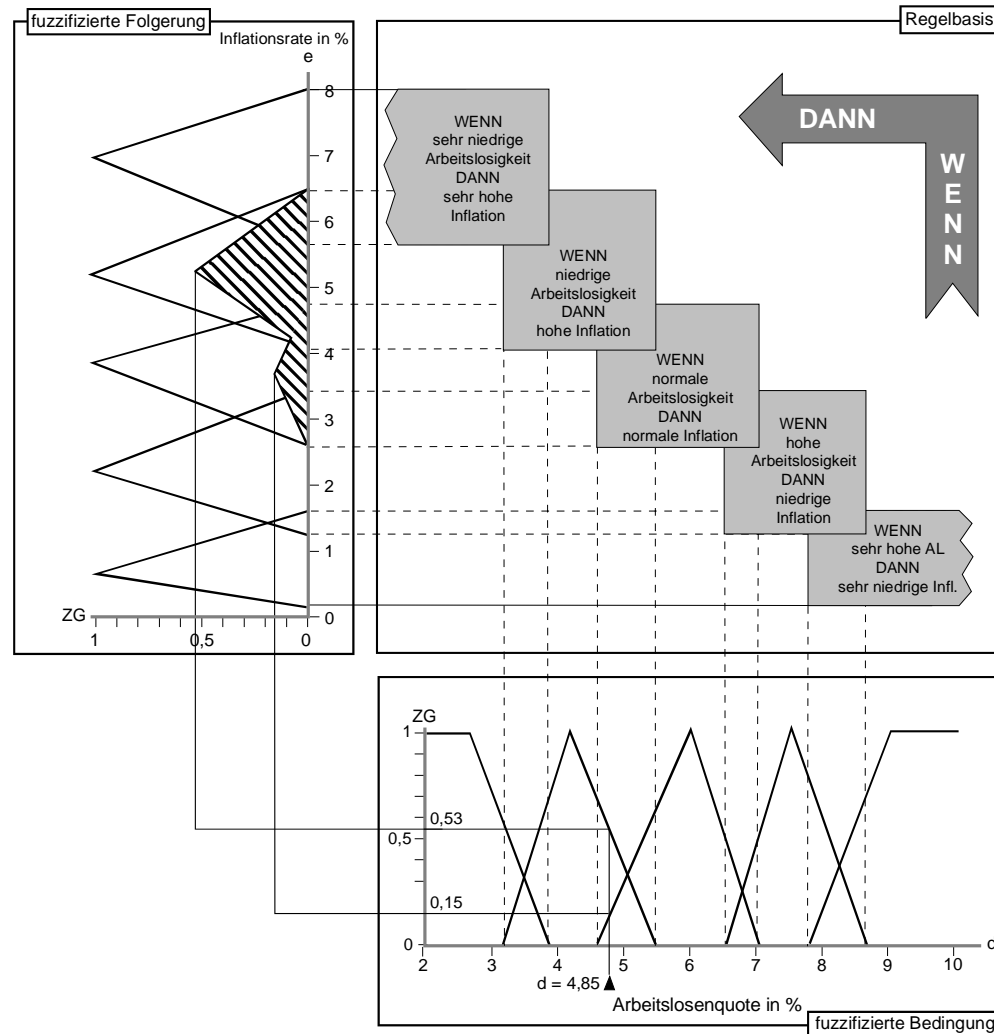 fuzzifizierte Folgerung
Inflationsrate in %
e
8
7
6
5
4
3
2
1
0
ZG
1
0,5
0
Regelbasis
DANN
W
E
N
N
WENN
sehr niedrige
Arbeitslosigkeit
DANN
sehr hohe
Inflation
WENN
niedrige
Arbeitslosigkeit
DANN
hohe Inflation
WENN
normale
Arbeitslosigkeit
DANN
normale Inflation
WENN
hohe
Arbeitslosigkeit
DANN
niedrige
Inflation
WENN
sehr hohe AL
DANN
sehr niedrige Infl.
ZG
1
0,53
0,5
0,15
0
2
3
4
5
6
7
8
9
10
d = 4,85
Arbeitslosenquote in %
fuzzifizierte Bedingung